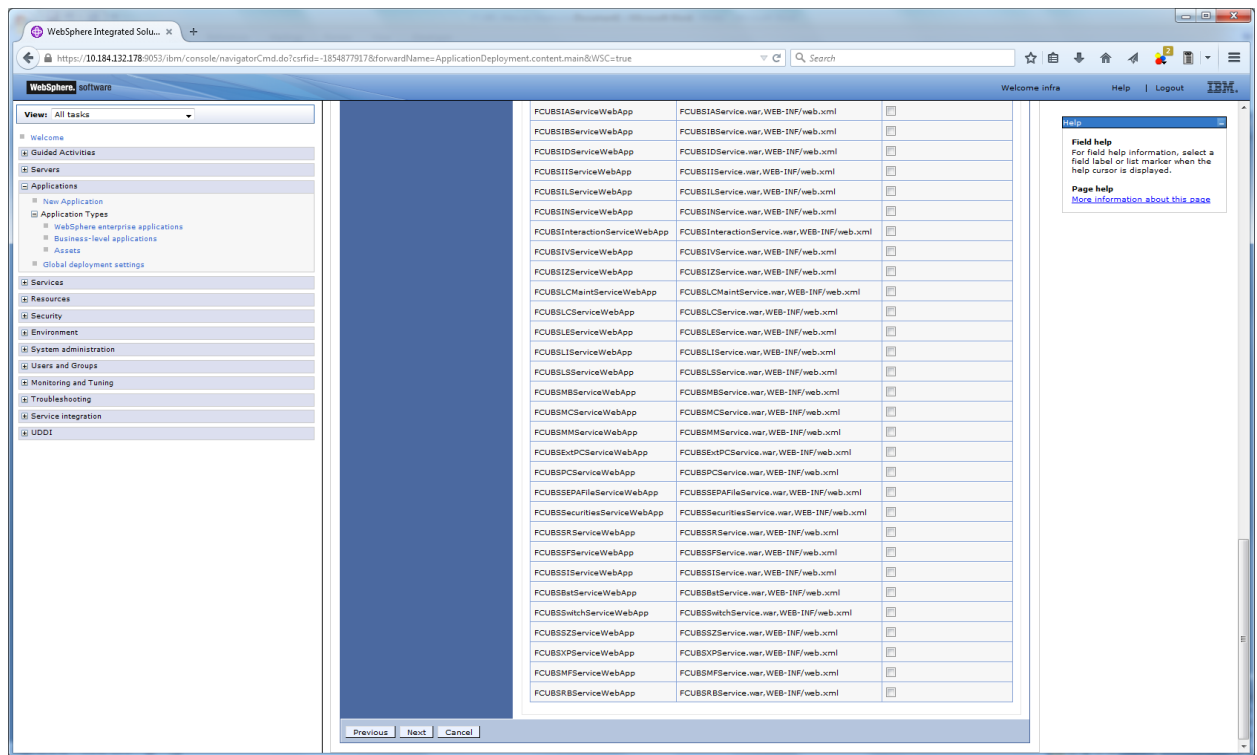 WebSphere Integrated Solu... × +
https://10.184.132.178:9053/ibm/console/navigatorCmd.do?csrfid=-1854877917&forwardName=ApplicationDeployment.content.main&WSC=true
Search
2
WebSphere. software
Welcome infra
Help | Logout
IBM.
View: All tasks
Welcome
Guided Activities
Servers
Applications
New Application
Application Types
WebSphere enterprise applications
Business-level applications
Assets
Global deployment settings
Services
Resources
Security
Environment
System administration
Users and Groups
Monitoring and Tuning
Troubleshooting
Service integration
UDDI
FCUBSIAServiceWebApp FCUBSIAService.war,WEB-INF/web.xml
FCUBSIBServiceWebApp FCUBSIBService.war,WEB-INF/web.xml
FCUBSIDServiceWebApp FCUBSIDService.war,WEB-INF/web.xml
FCUBSIIServiceWebApp FCUBSIIService.war,WEB-INF/web.xml
FCUBSILServiceWebApp FCUBSILService.war,WEB-INF/web.xml
FCUBSINServiceWebApp FCUBSINService.war,WEB-INF/web.xml
FCUBSInteractionServiceWebApp FCUBSInteractionService.war,WEB-INF/web.xml
FCUBSIVServiceWebApp FCUBSIVService.war,WEB-INF/web.xml
FCUBSIZServiceWebApp FCUBSIZService.war,WEB-INF/web.xml
FCUBSLCMaintServiceWebApp FCUBSLCMaintService.war,WEB-INF/web.xml
FCUBSLCServiceWebApp FCUBSLCService.war,WEB-INF/web.xml
FCUBSLEServiceWebApp FCUBSLEService.war,WEB-INF/web.xml
FCUBSLIServiceWebApp FCUBSLIService.war,WEB-INF/web.xml
FCUBSLSServiceWebApp FCUBSLSService.war,WEB-INF/web.xml
FCUBSMBServiceWebApp FCUBSMBService.war,WEB-INF/web.xml
FCUBSMCServiceWebApp FCUBSMCService.war,WEB-INF/web.xml
FCUBSMMServiceWebApp FCUBSMMService.war,WEB-INF/web.xml
FCUBSExtPCServiceWebApp FCUBSExtPCService.war,WEB-INF/web.xml
FCUBSPCServiceWebApp FCUBSPCService.war,WEB-INF/web.xml
FCUBSSEPAFileServiceWebApp FCUBSSEPAFileService.war,WEB-INF/web.xml
FCUBSSecuritiesServiceWebApp FCUBSSecuritiesService.war,WEB-INF/web.xml
FCUBSSRServiceWebApp FCUBSSRService.war,WEB-INF/web.xml
FCUBSSFServiceWebApp FCUBSSFService.war,WEB-INF/web.xml
FCUBSSIServiceWebApp FCUBSSIService.war,WEB-INF/web.xml
FCUBSBstServiceWebApp FCUBSBstService.war,WEB-INF/web.xml
FCUBSSwitchServiceWebApp FCUBSSwitchService.war,WEB-INF/web.xml
FCUBSSZServiceWebApp FCUBSSZService.war,WEB-INF/web.xml
FCUBSXPServiceWebApp FCUBSXPService.war,WEB-INF/web.xml
FCUBSMFServiceWebApp FCUBSMFService.war,WEB-INF/web.xml
FCUBSRBServiceWebApp FCUBSRBService.war,WEB-INF/web.xml
Previous Next Cancel
Help
Field help
For field help information, select a
field label or list marker when the
help cursor is displayed.
Page help
More information about this page